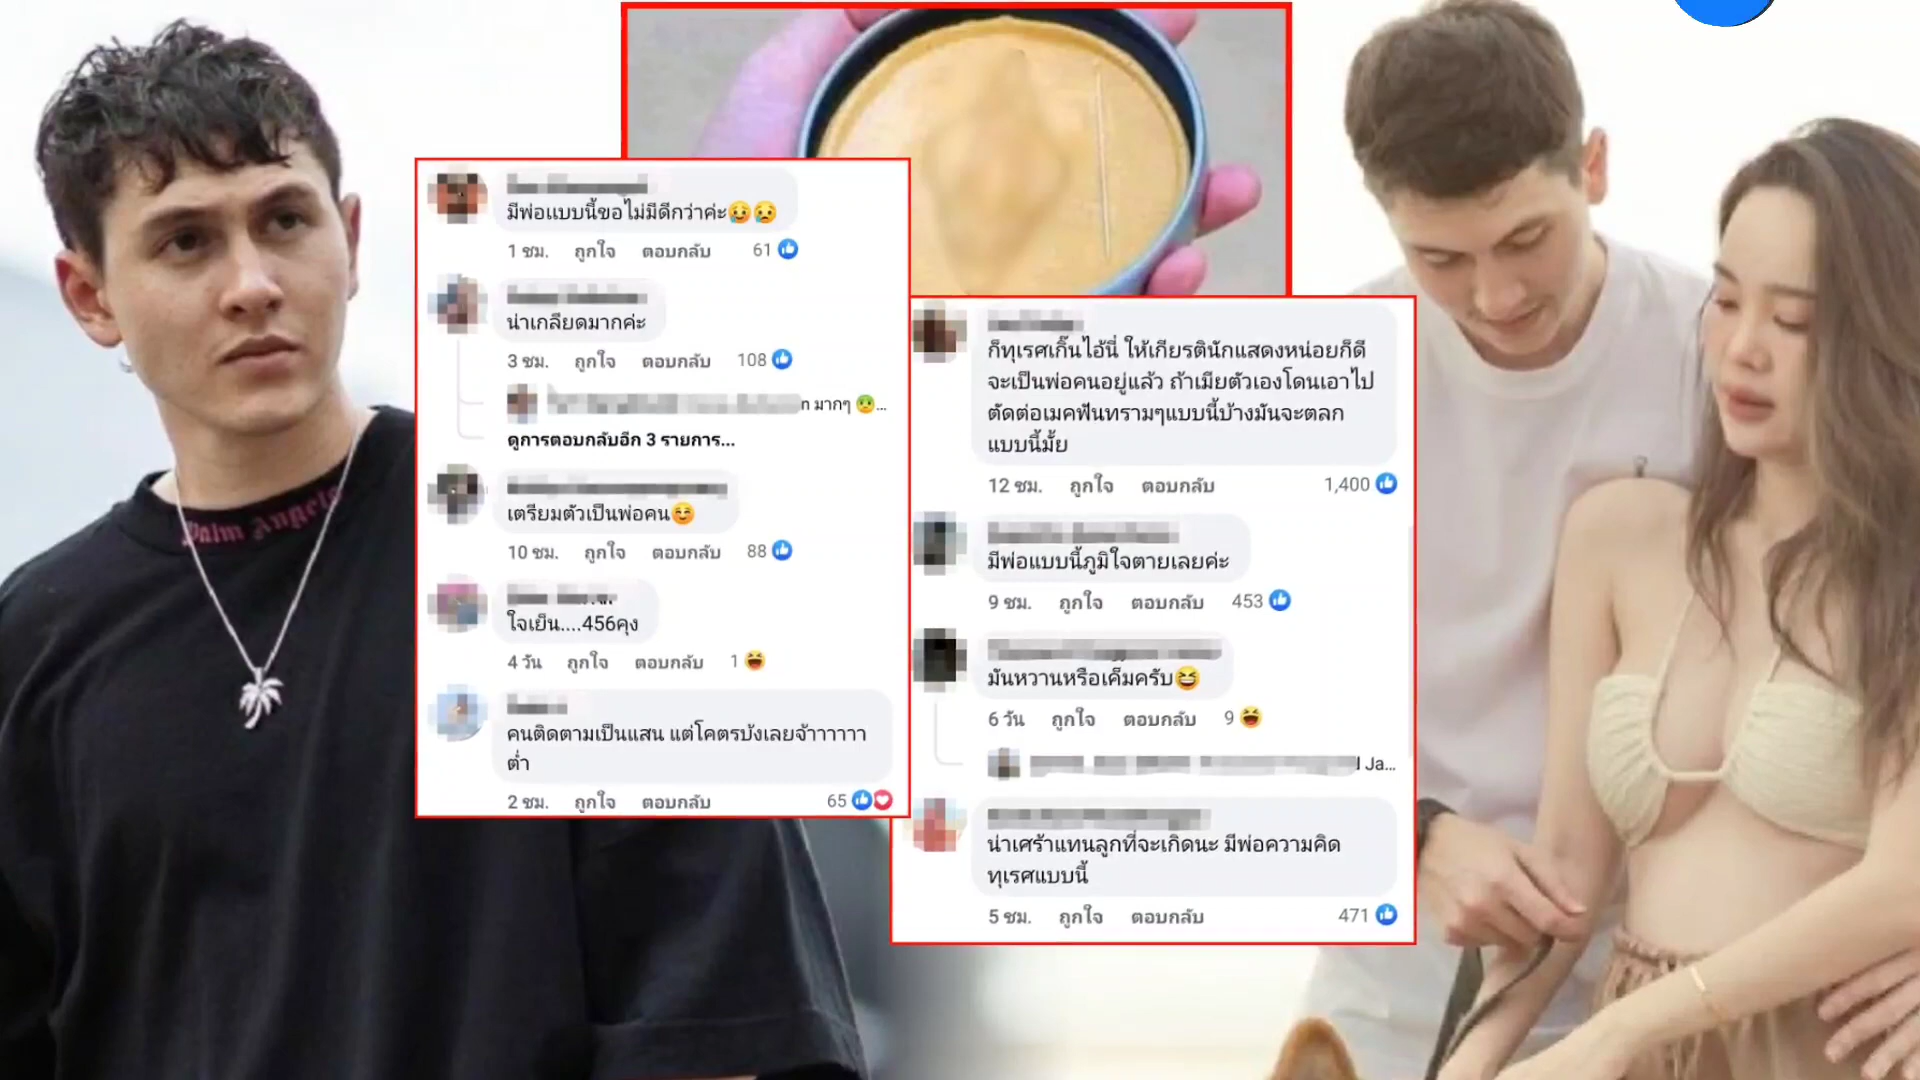 Palm Angels
มีพ่อแบบนี้ขอไม่มีดีกว่าค่ะ😥😢
1 ชม. ถูกใจ ตอบกลับ 61
น่าเกลียดมากค่ะ
3 ชม. ถูกใจ ตอบกลับ 108
มากๆ 🤢...
ดูการตอบกลับอีก 3 รายการ...
เตรียมตัวเป็นพ่อคน☺️
10 ชม. ถูกใจ ตอบกลับ 88
ใจเย็น....456คุง
4 วัน ถูกใจ ตอบกลับ 1
คนติดตามเป็นแสน แต่โคตรบ้งเลยจ้าาาาาา
ต่ำ
2 ชม. ถูกใจ ตอบกลับ 65
ก็ทุเรศเกิ๊นไอ้นี่ ให้เกียรตินักแสดงหน่อยก็ดี
จะเป็นพ่อคนอยู่แล้ว ถ้าเมียตัวเองโดนเอาไป
ตัดต่อเมคฟันทรามๆแบบนี้บ้างมันจะตลก
แบบนี้มั้ย
12 ชม. ถูกใจ ตอบกลับ 1,400
มีพ่อแบบนี้ภูมิใจตายเลยค่ะ
9 ชม. ถูกใจ ตอบกลับ 453
มันหวานหรือเค็มครับ😆
6 วัน ถูกใจ ตอบกลับ 9
Ja...
น่าเศร้าแทนลูกที่จะเกิดนะ มีพ่อความคิด
ทุเรศแบบนี้
5 ชม. ถูกใจ ตอบกลับ 471